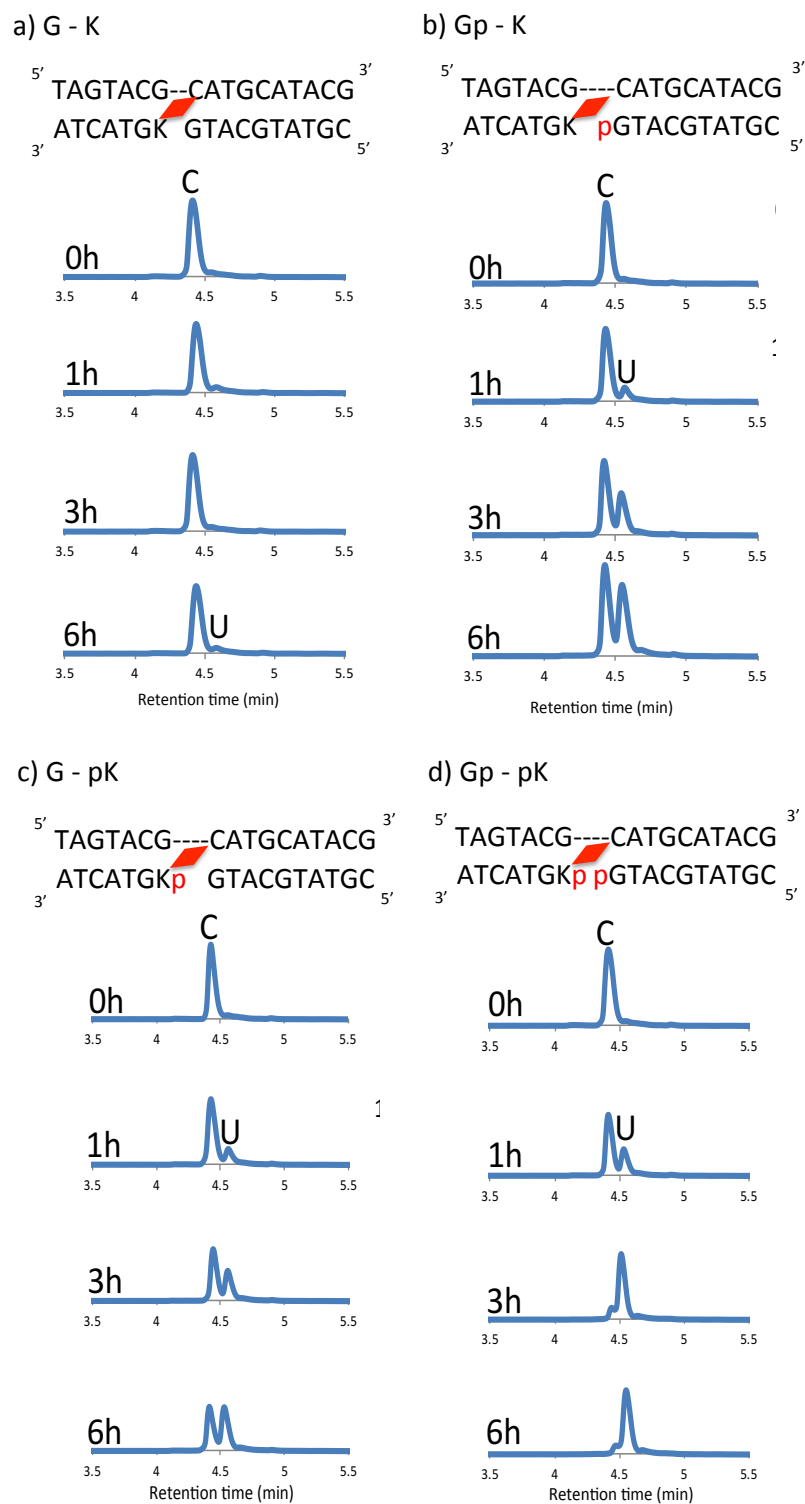 a) G - K
5’ 3’
TAGTACG--CATGCATACG
ATCATGK GTACGTATGC
3’ 5’
C
0h
3.5 4 4.5 5 5.5
1h
3.5 4 4.5 5 5.5
3h
3.5 4 4.5 5 5.5
U
6h
3.5 4 4.5 5 5.5
Retention time (min)
b) Gp - K
5’ 3’
TAGTACG----CATGCATACG
ATCATGK pGTACGTATGC
3’ 5’
C
0h
3.5 4 4.5 5 5.5
U
1h
3.5 4 4.5 5 5.5
3h
3.5 4 4.5 5 5.5
6h
3.5 4 4.5 5 5.5
Retention time (min)
c) G - pK
5’ 3’
TAGTACG----CATGCATACG
ATCATGKp GTACGTATGC
3’ 5’
C
0h
3.5 4 4.5 5 5.5
U
1h
3.5 4 4.5 5 5.5
3h
3.5 4 4.5 5 5.5
6h
3.5 4 4.5 5 5.5
Retention time (min)
d) Gp - pK
5’ 3’
TAGTACG----CATGCATACG
ATCATGKp pGTACGTATGC
3’ 5’
C
0h
3.5 4 4.5 5 5.5
U
1h
3.5 4 4.5 5 5.5
3h
3.5 4 4.5 5 5.5
6h
3.5 4 4.5 5 5.5
Retention time (min)